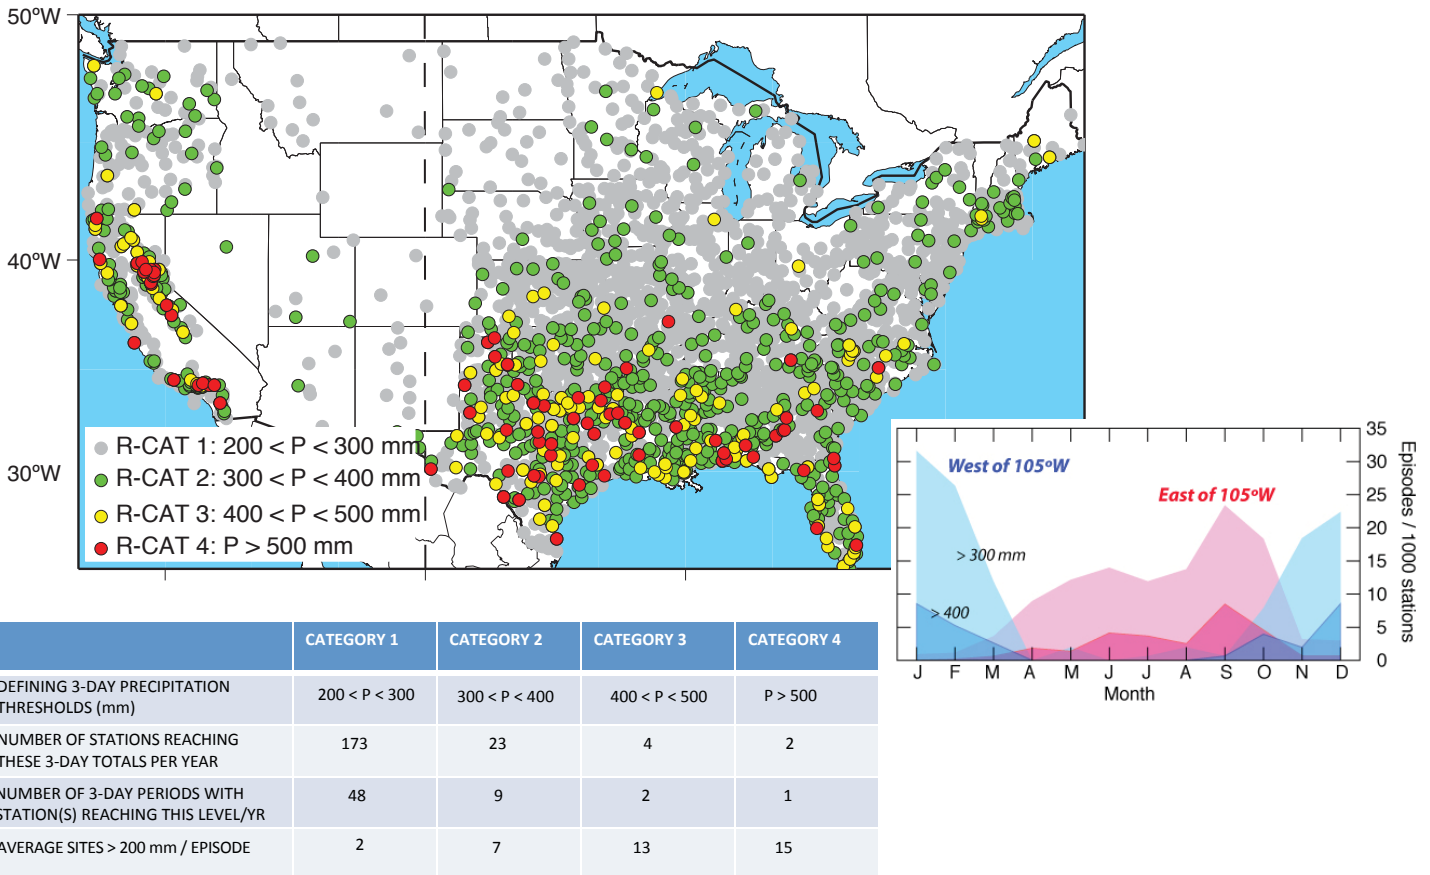 50ºW
40ºW
30ºW
R-CAT 1: 200 < P < 300 mm
R-CAT 2: 300 < P < 400 mm
R-CAT 3: 400 < P < 500 mm
R-CAT 4: P > 500 mm
West of 105ºW
East of 105ºW
> 300 mm
> 400
35
30
25
20
15
10
5
0
Episodes / 1000 stations
J F M A M J J A S O N D
Month
CATEGORY 1 CATEGORY 2 CATEGORY 3 CATEGORY 4
DEFINING 3-DAY PRECIPITATION
THRESHOLDS (mm)
200 < P < 300 300 < P < 400 400 < P < 500 P > 500
NUMBER OF STATIONS REACHING
THESE 3-DAY TOTALS PER YEAR
173 23 4 2
NUMBER OF 3-DAY PERIODS WITH
STATION(S) REACHING THIS LEVEL/YR
48 9 2 1
AVERAGE SITES > 200 mm / EPISODE
2 7 13 15